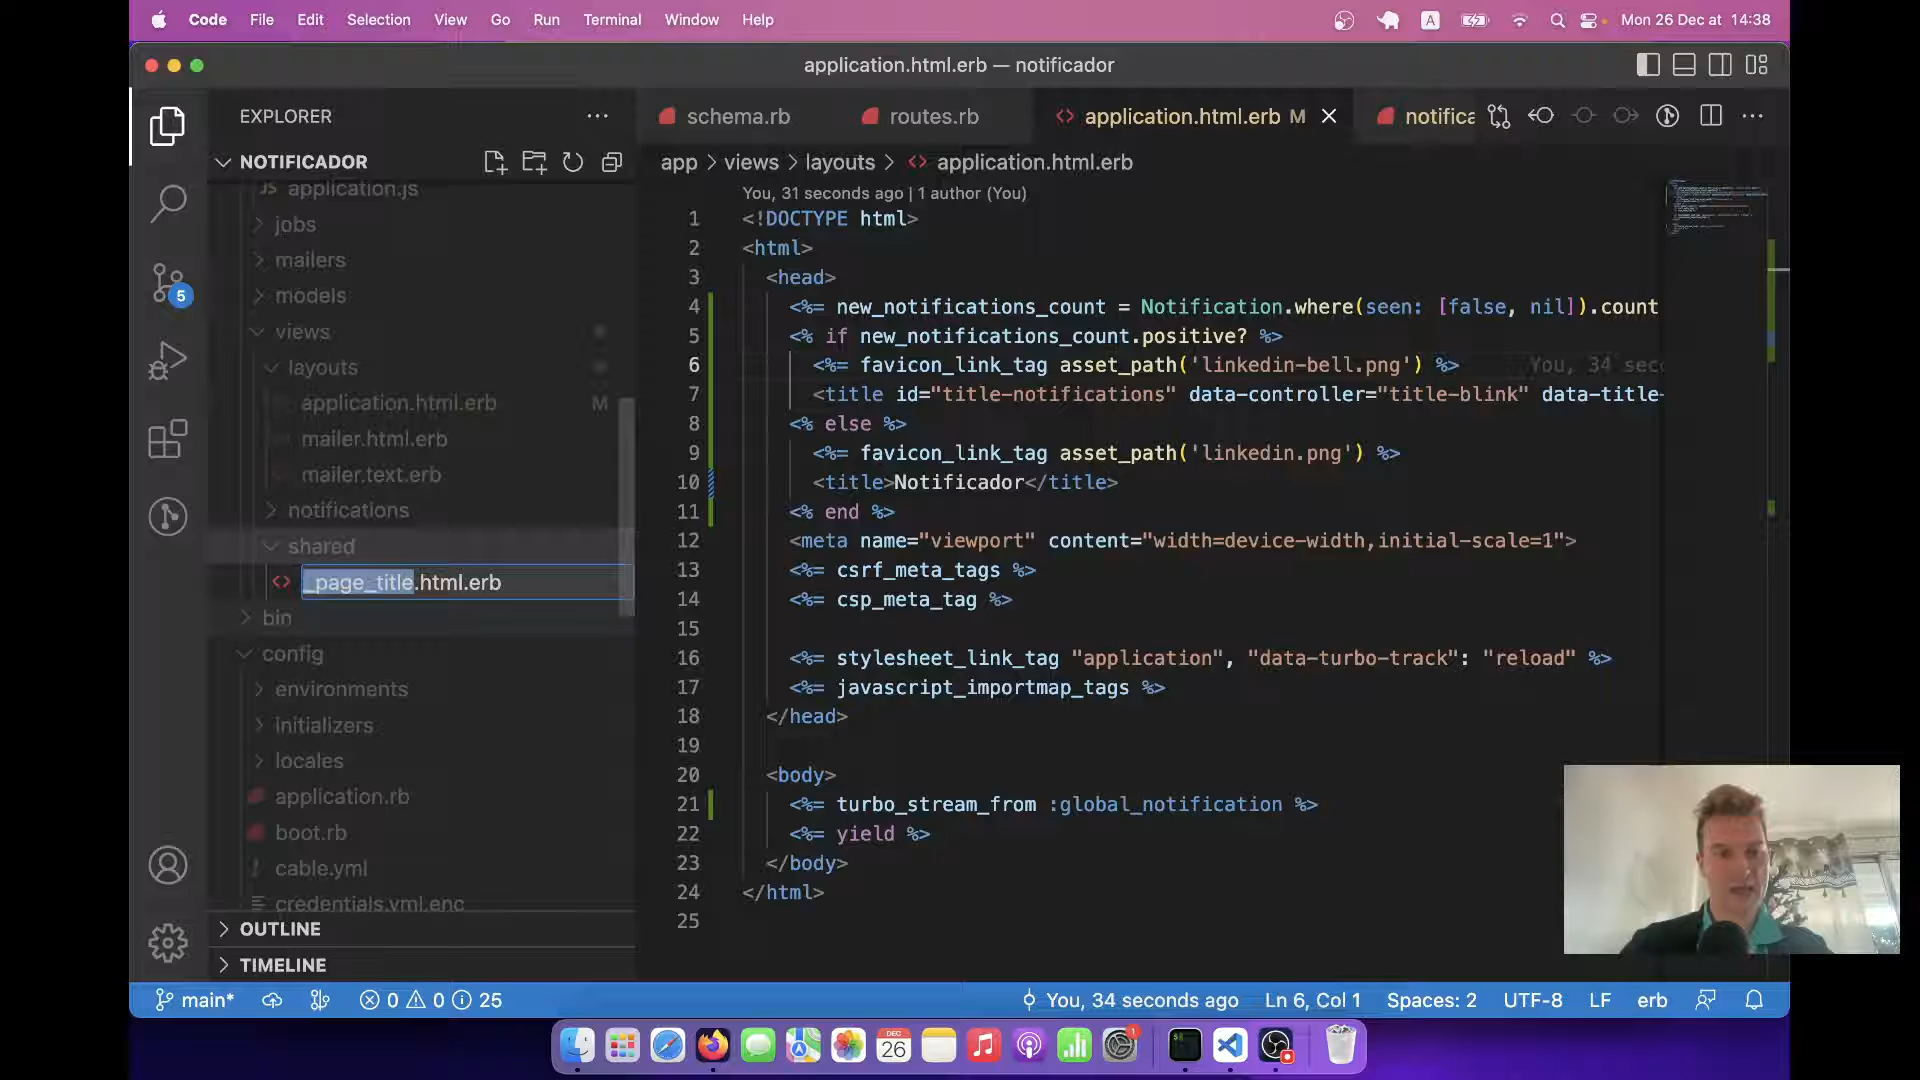 Code File Edit Selection View Go Run Terminal Window Help A Mon 26 Dec at 14:38
application.html.erb — notificador
EXPLORER
NOTIFICADOR
JS application.js
jobs
mailers
models
views
layouts
application.html.erb M
mailer.html.erb
mailer.text.erb
notifications
shared
_page_title.html.erb
bin
config
environments
initializers
locales
application.rb
boot.rb
! cable.yml
credentials.yml.enc
OUTLINE
TIMELINE
5
schema.rb routes.rb application.html.erb M notifica
app > views > layouts > application.html.erb
You, 31 seconds ago | 1 author (You)
1 <!DOCTYPE html>
2 <html>
3 <head>
4 <%= new_notifications_count = Notification.where(seen: [false, nil]).count
5 <% if new_notifications_count.positive? %>
6 <%= favicon_link_tag asset_path('linkedin-bell.png') %> You, 34 sec
7 <title id="title-notifications" data-controller="title-blink" data-title-
8 <% else %>
9 <%= favicon_link_tag asset_path('linkedin.png') %>
10 <title>Notificador</title>
11 <% end %>
12 <meta name="viewport" content="width=device-width,initial-scale=1">
13 <%= csrf_meta_tags %>
14 <%= csp_meta_tag %>
15
16 <%= stylesheet_link_tag "application", "data-turbo-track": "reload" %>
17 <%= javascript_importmap_tags %>
18 </head>
19
20 <body>
21 <%= turbo_stream_from :global_notification %>
22 <%= yield %>
23 </body>
24 </html>
25
main* 0 0 25 You, 34 seconds ago Ln 6, Col 1 Spaces: 2 UTF-8 LF erb
DEC
26
1